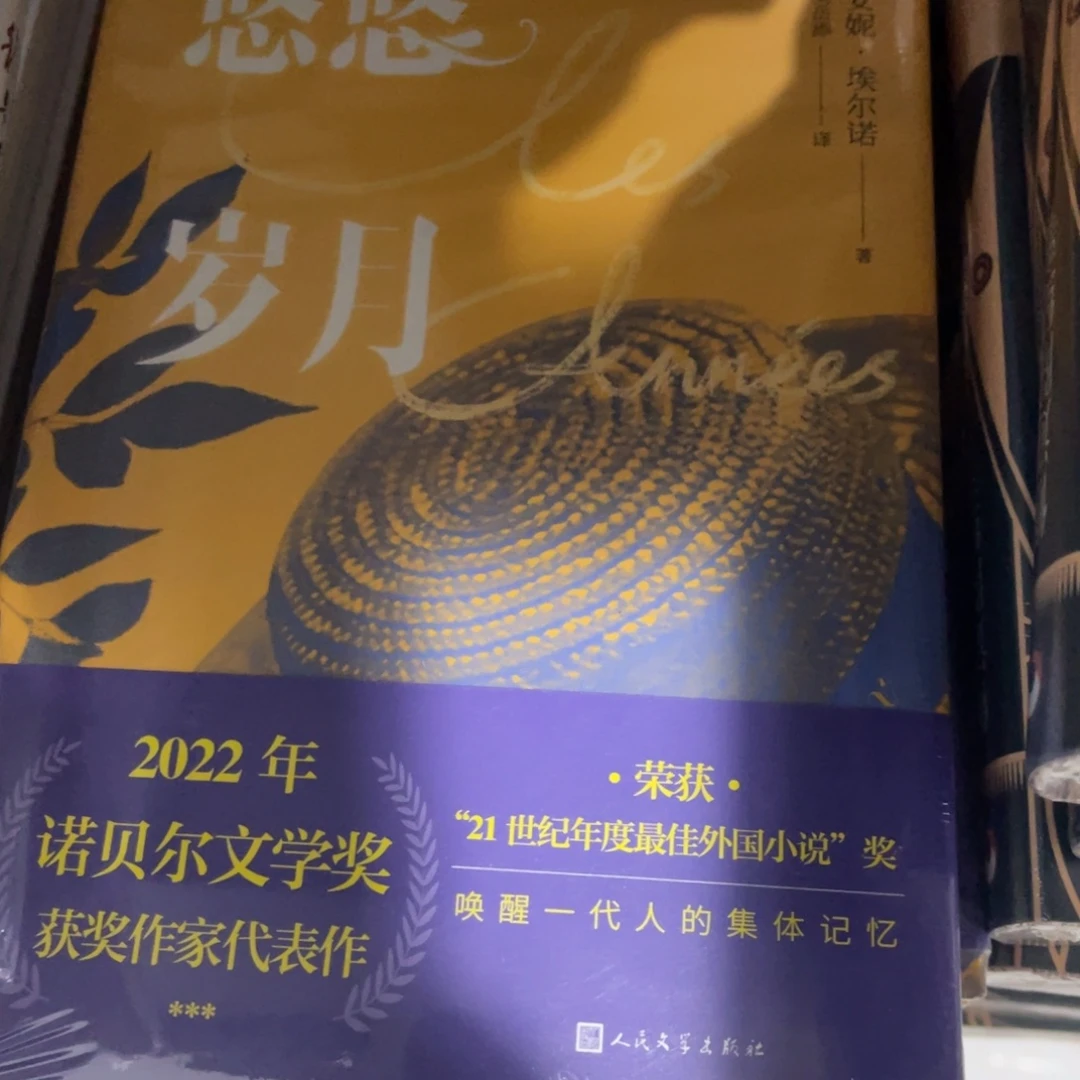 悠悠
岁月
Les
Années
安妮·埃尔诺 著
译
2022 年
诺贝尔文学奖
获奖作家代表作
***
·荣获·
“21 世纪年度最佳外国小说”奖
唤醒一代人的集体记忆
人民文学出版社